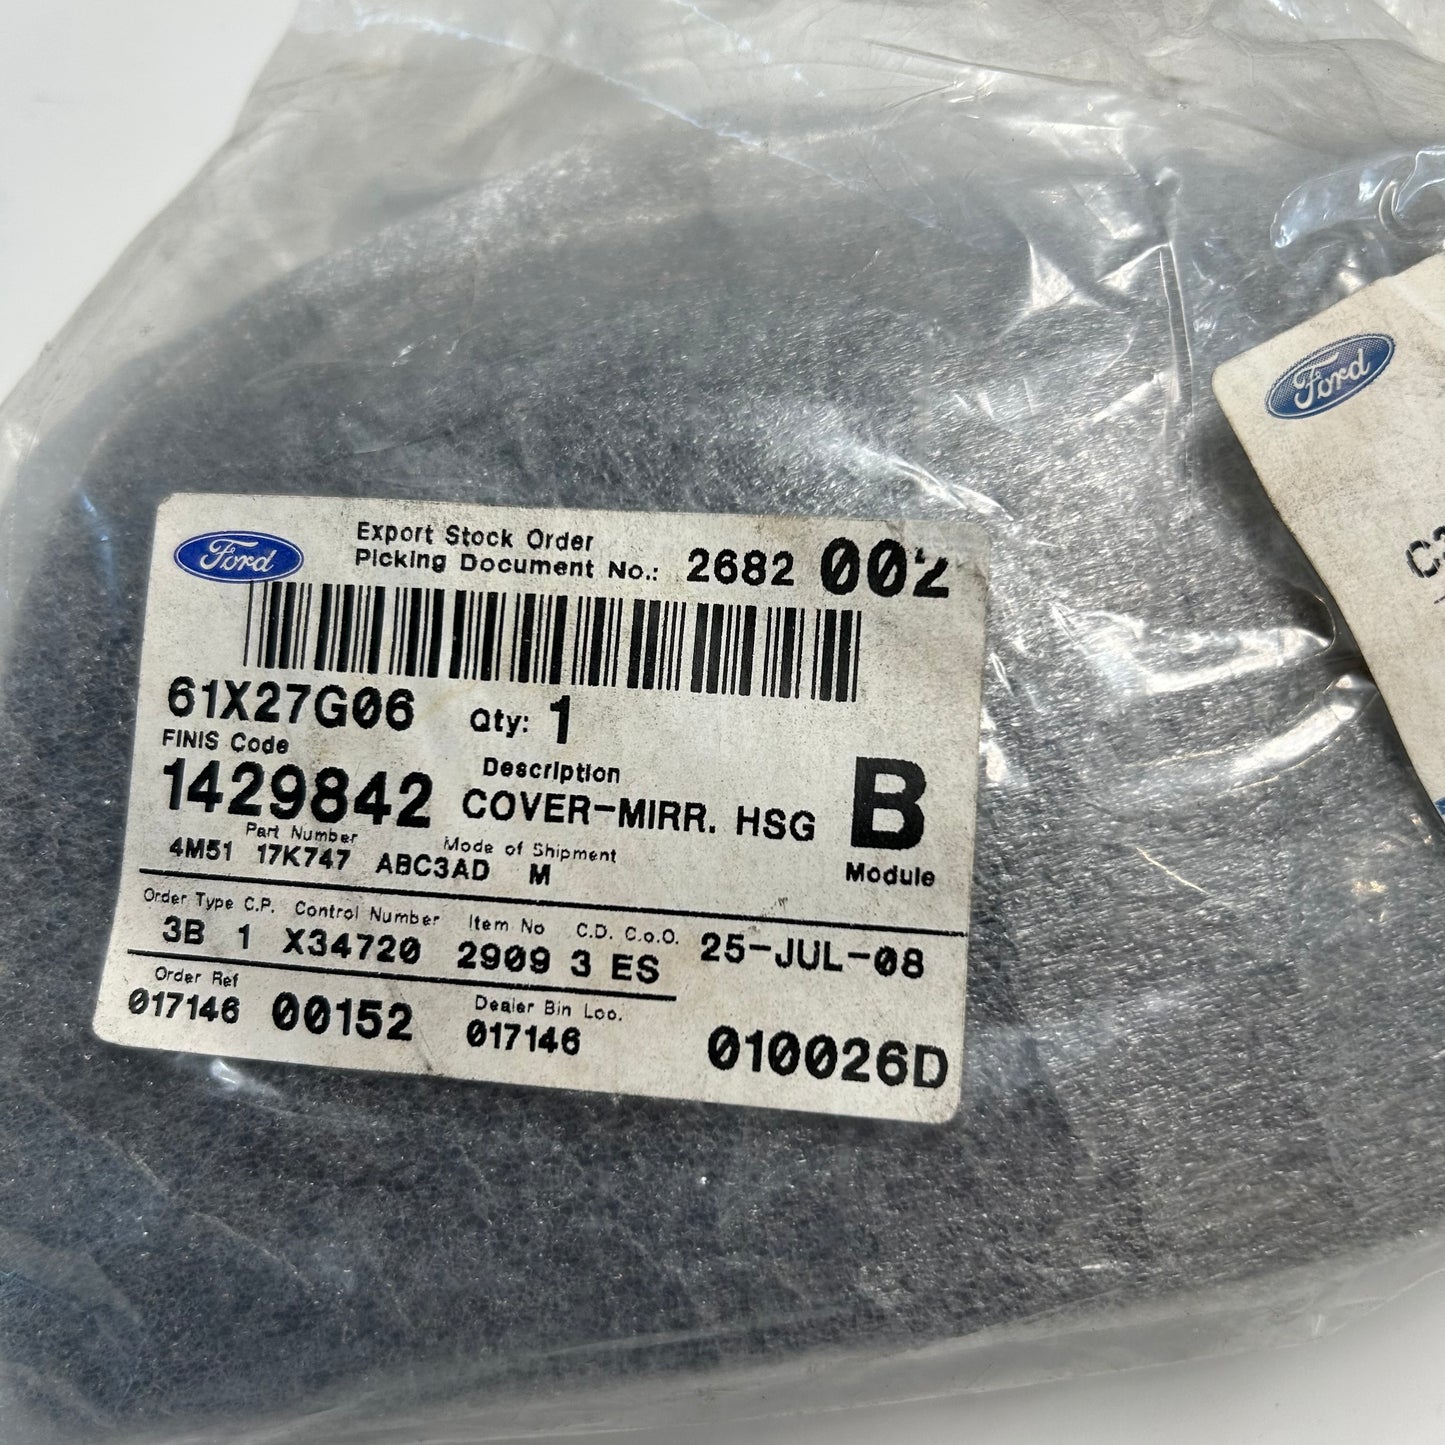 Ford
Export Stock Order
Picking Document No.: 2682 002
61X27G06 Qty: 1
FINIS Code Description
1429842 COVER-MIRR. HSG B
Part Number Mode of Shipment Module
4M51 17K747 ABC3AD M
Order Type C.P. Control Number Item No C.D. C.o.O.
3B 1 X34720 2909 3 ES 25-JUL-08
Order Ref Dealer Bin Loc.
017146 00152 017146 010026D
Ford